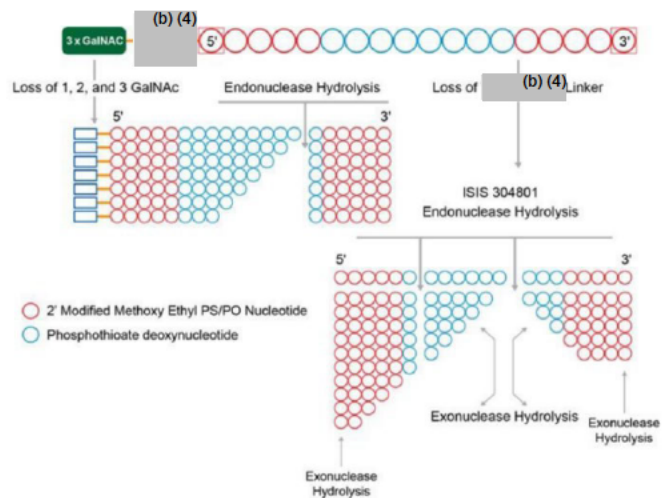 (b) (4)
3 x GalNAC
5'
3'
Loss of 1, 2, and 3 GalNAc
Endonuclease Hydrolysis
Loss of (b) (4) Linker
5'
3'
ISIS 304801
Endonuclease Hydrolysis
5'
3'
2' Modified Methoxy Ethyl PS/PO Nucleotide
Phosphothioate deoxynucleotide
Exonuclease Hydrolysis
Exonuclease
Hydrolysis
Exonuclease
Hydrolysis